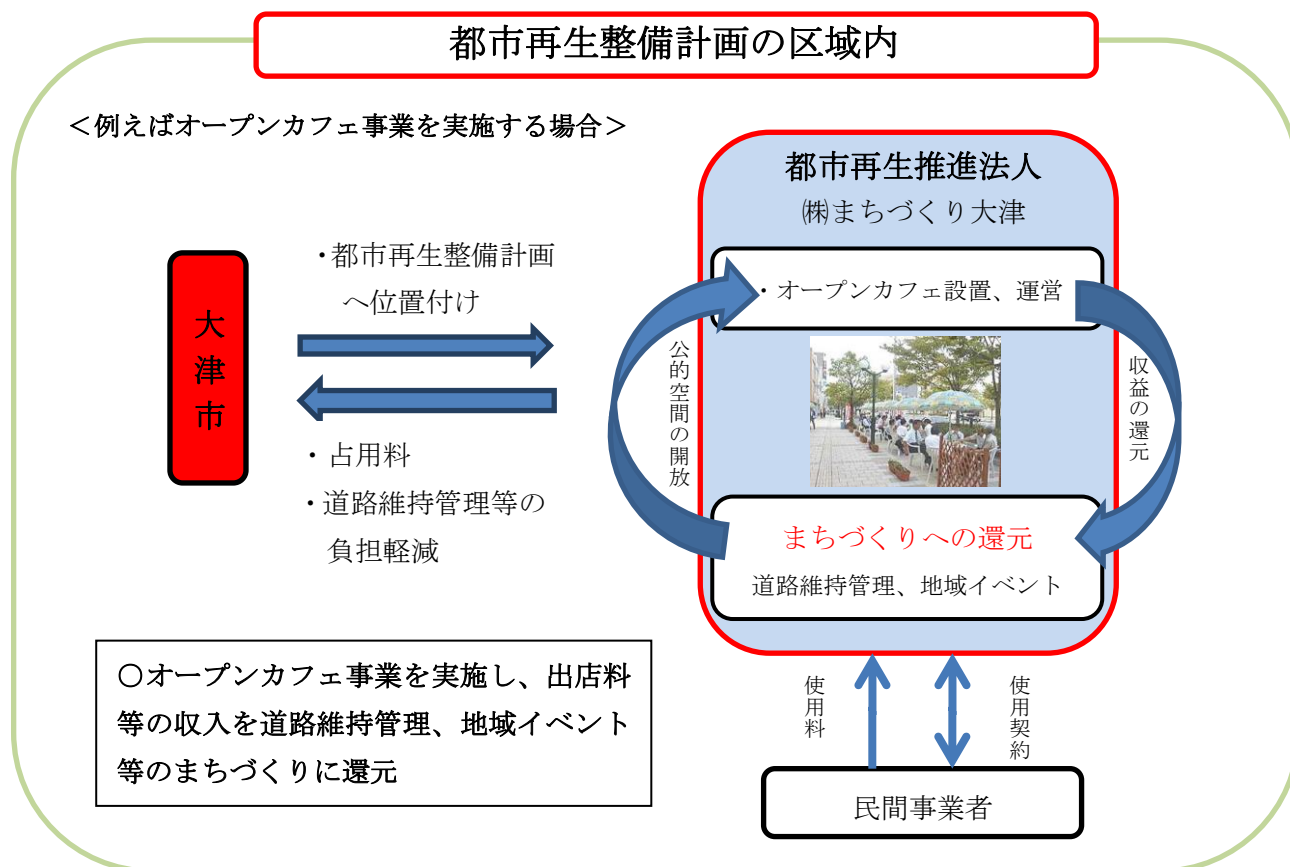 都市再生整備計画の区域内
＜例えばオープンカフェ事業を実施する場合＞
大津市
・都市再生整備計画
へ位置付け
・占用料
・道路維持管理等の
負担軽減
都市再生推進法人
㈱まちづくり大津
・オープンカフェ設置、運営
公的空間の開放
収益の還元
まちづくりへの還元
道路維持管理、地域イベント
〇オープンカフェ事業を実施し、出店料
等の収入を道路維持管理、地域イベント
等のまちづくりに還元
使用料
使用契約
民間事業者